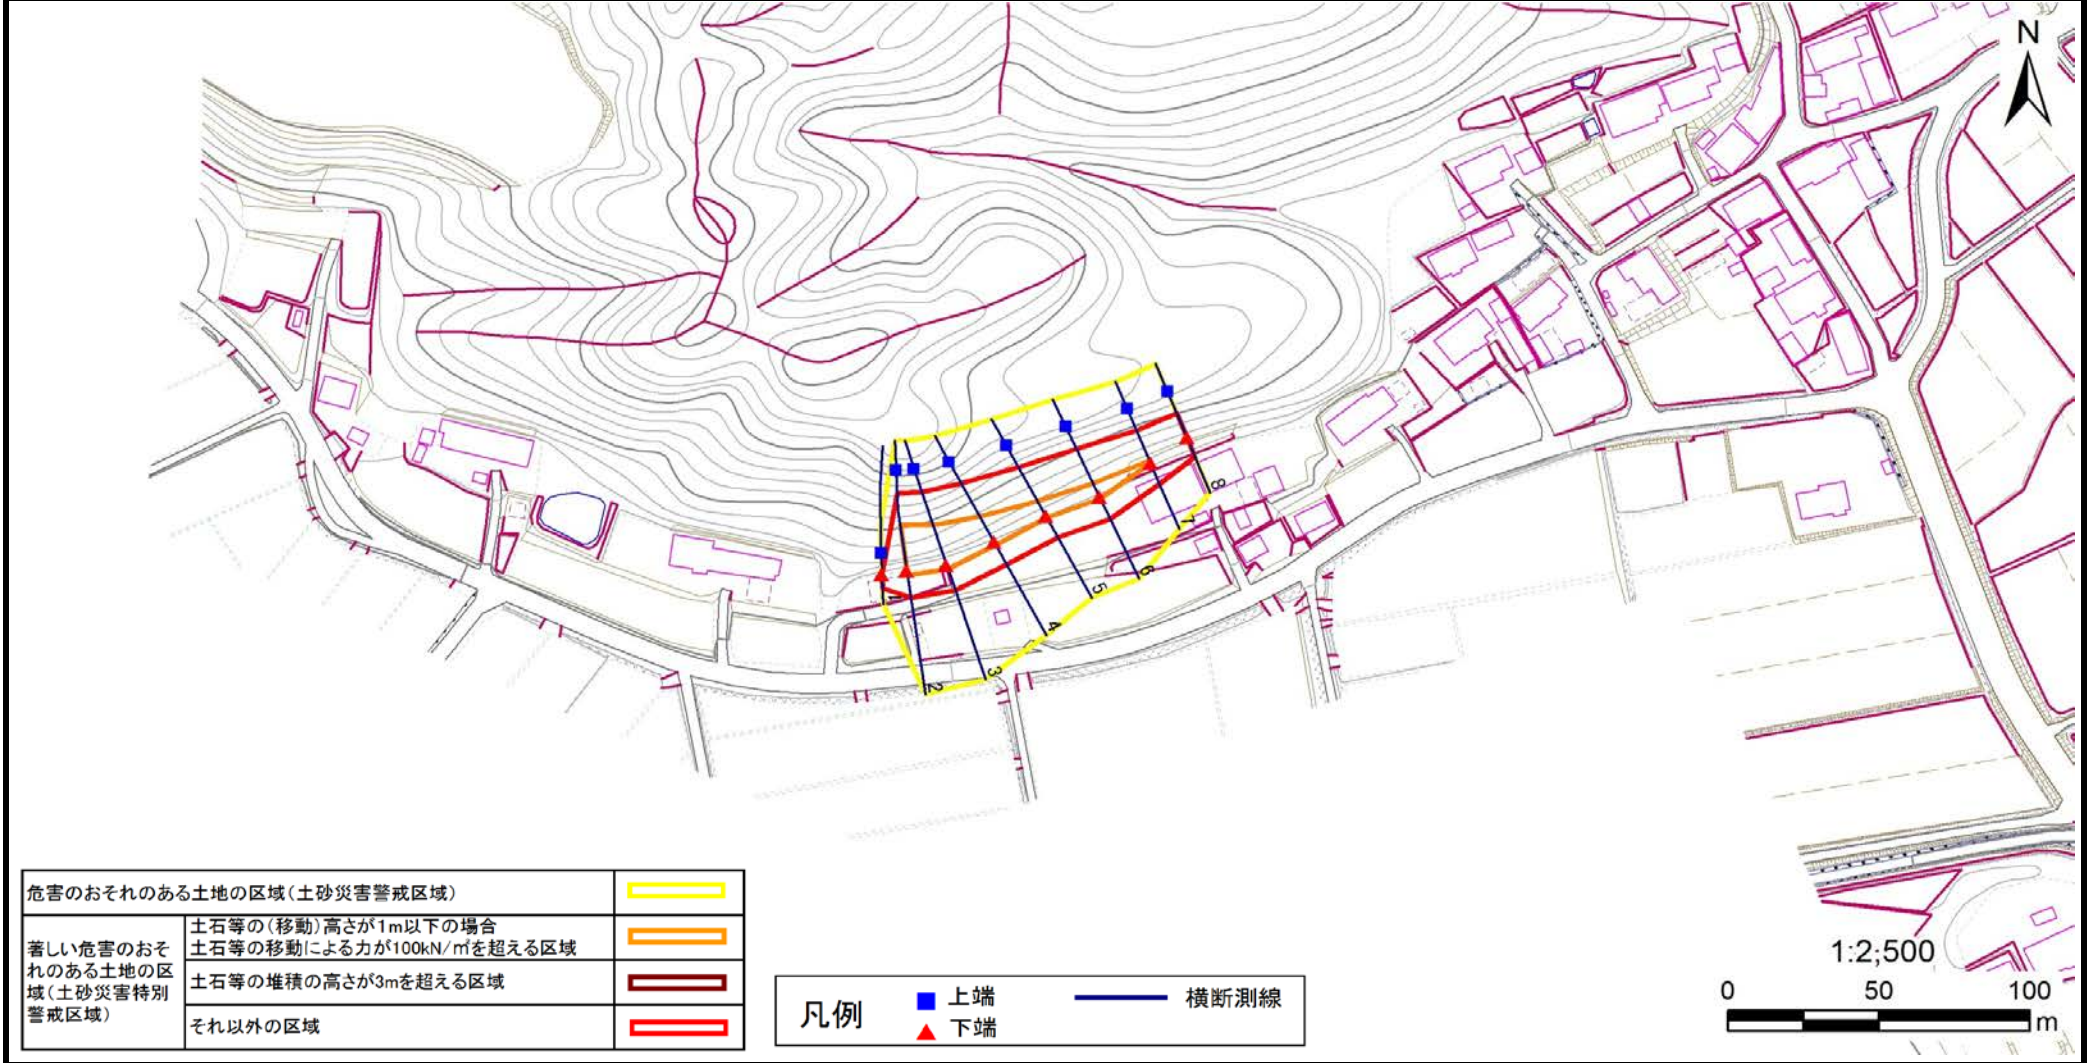 N
1
2
3
4
5
6
7
8
危害のおそれのある土地の区域(土砂災害警戒区域)
著しい危害のおそ
れのある土地の区
域(土砂災害特別
警戒区域)
土石等の(移動)高さが1m以下の場合
土石等の移動による力が100kN/㎡を超える区域
土石等の堆積の高さが3mを超える区域
それ以外の区域
凡例
上端
下端
横断測線
1:2;500
0 50 100
m